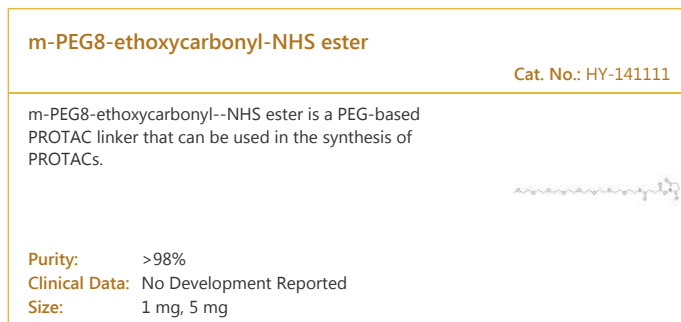 m-PEG8-ethoxycarbonyl-NHS ester
Cat. No.: HY-141111
m-PEG8-ethoxycarbonyl--NHS ester is a PEG-based
PROTAC linker that can be used in the synthesis of
PROTACs.
Purity: >98%
Clinical Data: No Development Reported
Size: 1 mg, 5 mg